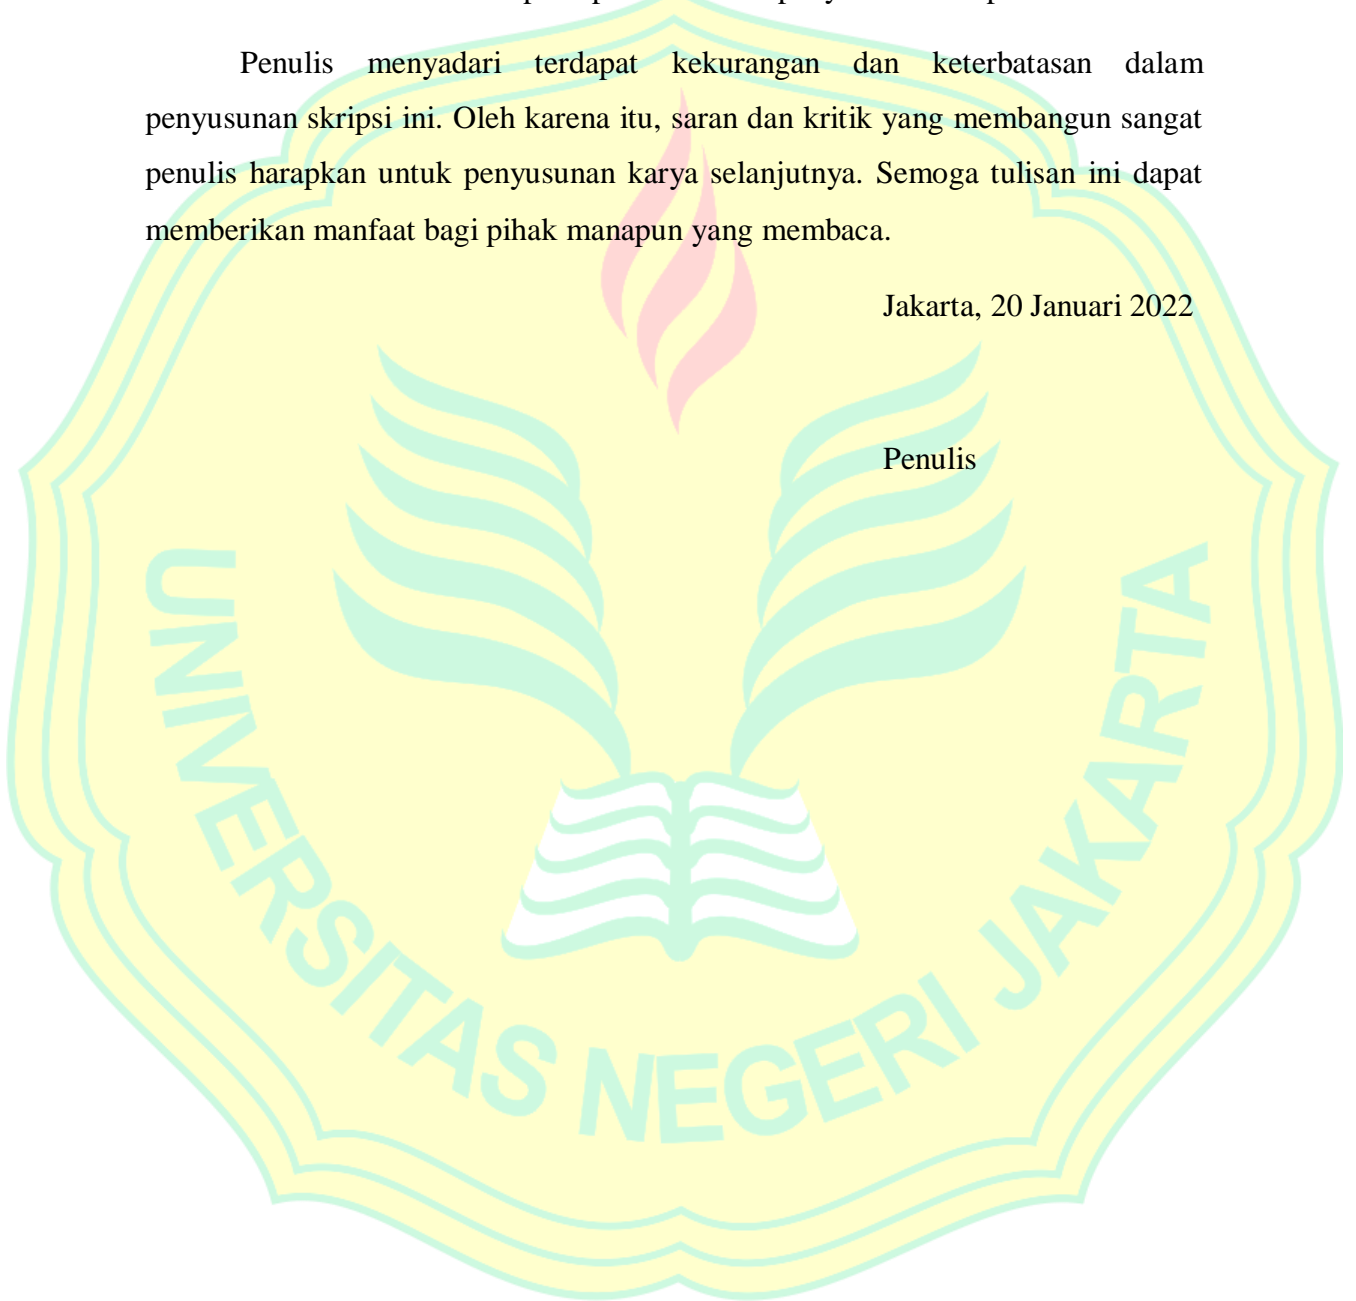 Penulis menyadari terdapat kekurangan dan keterbatasan dalam
penyusunan skripsi ini. Oleh karena itu, saran dan kritik yang membangun sangat
penulis harapkan untuk penyusunan karya selanjutnya. Semoga tulisan ini dapat
memberikan manfaat bagi pihak manapun yang membaca.
Jakarta, 20 Januari 2022
Penulis
UNIVERSITAS NEGERI JAKARTA